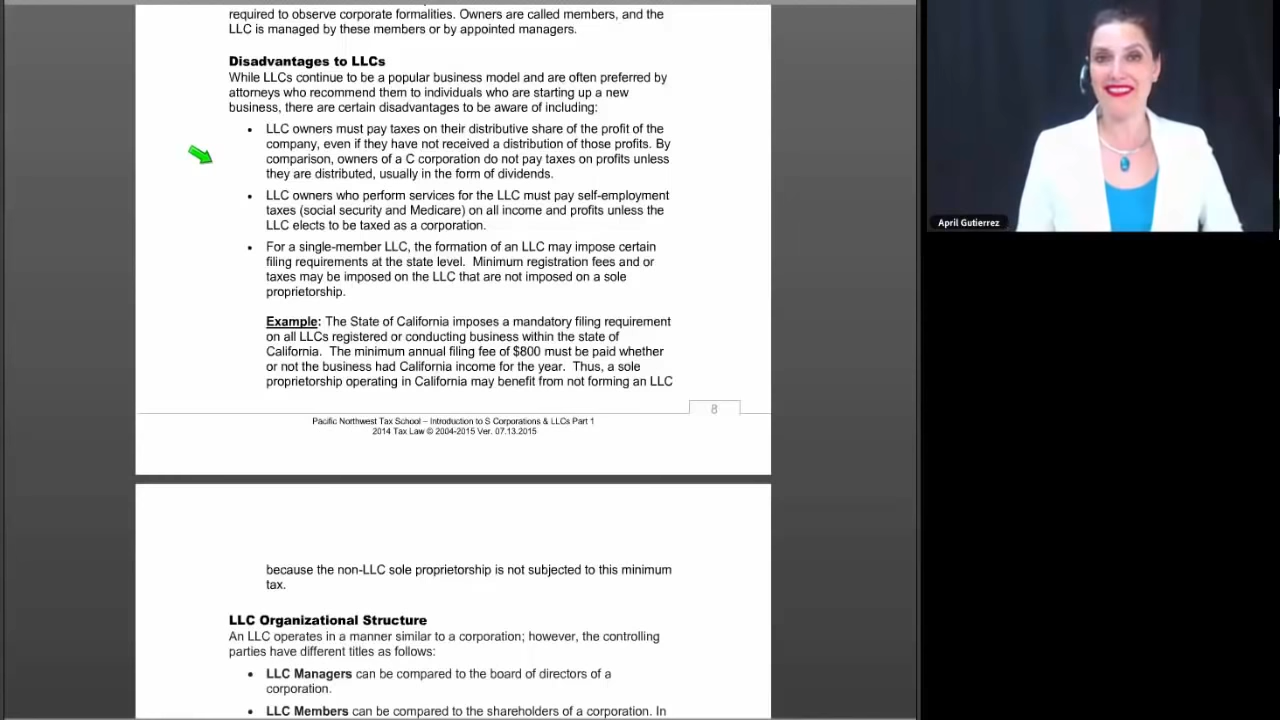 required to observe corporate formalities. Owners are called members, and the
LLC is managed by these members or by appointed managers.
Disadvantages to LLCs
While LLCs continue to be a popular business model and are often preferred by
attorneys who recommend them to individuals who are starting up a new
business, there are certain disadvantages to be aware of including:
• LLC owners must pay taxes on their distributive share of the profit of the
company, even if they have not received a distribution of those profits. By
comparison, owners of a C corporation do not pay taxes on profits unless
they are distributed, usually in the form of dividends.
• LLC owners who perform services for the LLC must pay self-employment
taxes (social security and Medicare) on all income and profits unless the
LLC elects to be taxed as a corporation.
• For a single-member LLC, the formation of an LLC may impose certain
filing requirements at the state level. Minimum registration fees and or
taxes may be imposed on the LLC that are not imposed on a sole
proprietorship.
Example: The State of California imposes a mandatory filing requirement
on all LLCs registered or conducting business within the state of
California. The minimum annual filing fee of $800 must be paid whether
or not the business had California income for the year. Thus, a sole
proprietorship operating in California may benefit from not forming an LLC
8
Pacific Northwest Tax School – Introduction to S Corporations & LLCs Part 1
2014 Tax Law © 2004-2015 Ver. 07.13.2015
because the non-LLC sole proprietorship is not subjected to this minimum
tax.
LLC Organizational Structure
An LLC operates in a manner similar to a corporation; however, the controlling
parties have different titles as follows:
• LLC Managers can be compared to the board of directors of a
corporation.
• LLC Members can be compared to the shareholders of a corporation. In
April Gutierrez